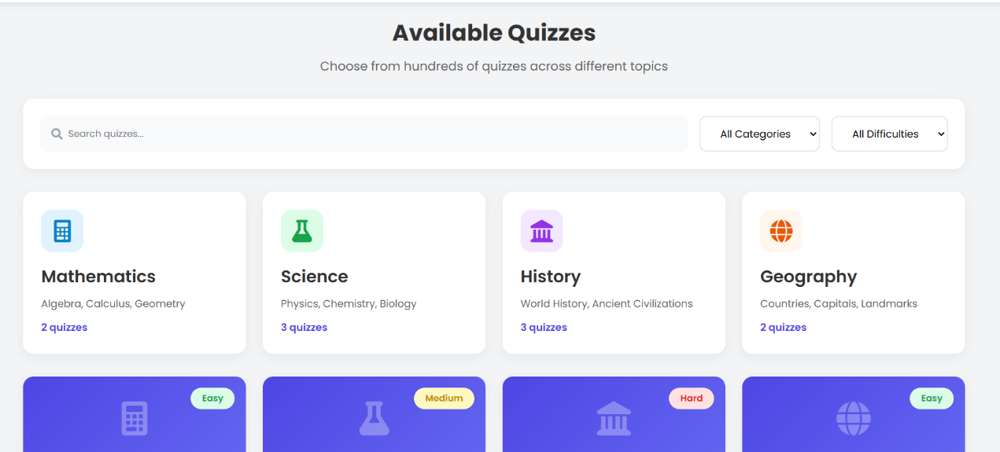 Available Quizzes
Choose from hundreds of quizzes across different topics
Search quizzes...
All Categories
All Difficulties
Mathematics
Algebra, Calculus, Geometry
2 quizzes
Science
Physics, Chemistry, Biology
3 quizzes
History
World History, Ancient Civilizations
3 quizzes
Geography
Countries, Capitals, Landmarks
2 quizzes
Easy
Medium
Hard
Easy